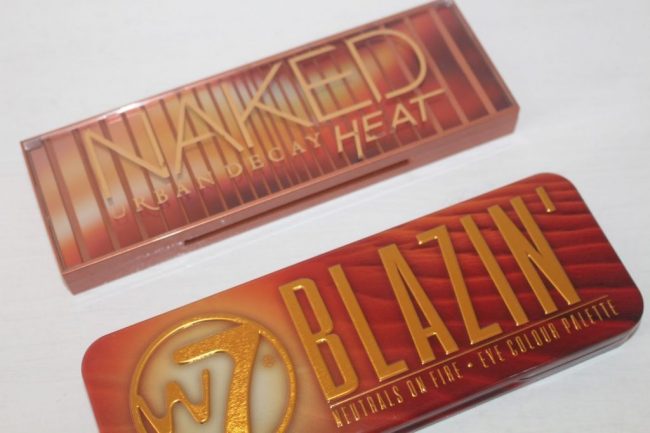 NAKED
URBAN DECAY HEAT
W7®
BLAZIN'
NEUTRALS ON FIRE • EYE COLOUR PALETTE